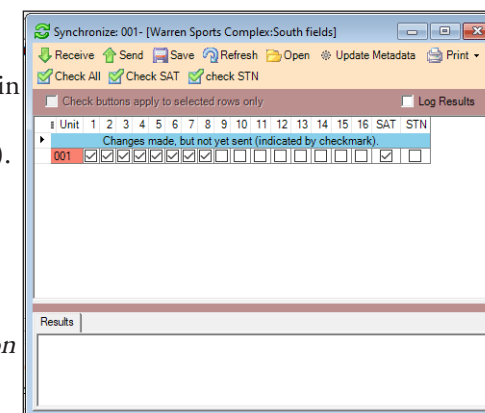 Synchronize: 001- [Warren Sports Complex::South fields]
Receive Send Save Refresh Open Update Metadata Print
Check All Check SAT check STN
in
Check buttons apply to selected rows only Log Results
Unit 1 2 3 4 5 6 7 8 9 10 11 12 13 14 15 16 SAT STN
Changes made, but not yet sent (indicated by checkmark).
).
001
Results
on